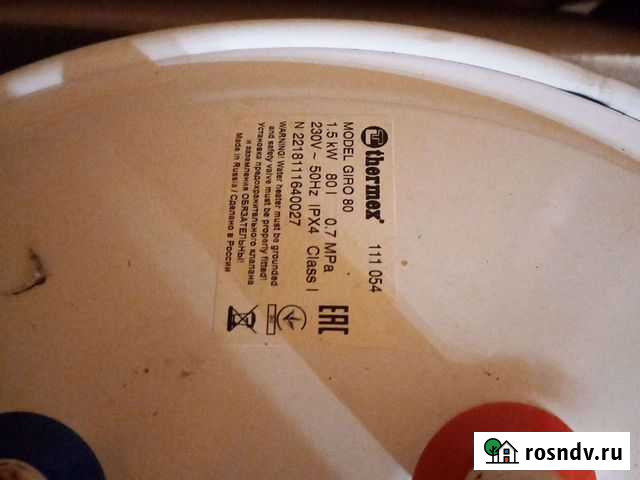 thermex® 111 054
MODEL GIRO 80
1.5 kW 80 l 0.7 MPa
230V~ 50Hz IPX4 Class I
N 2218111640027
WARNING! Water heater must be grounded
and safety valve must be properly fitted!
Установка предохранительного клапана
и заземления ОБЯЗАТЕЛЬНЫ!
Made in Russia / Сделано в России
EAC
rosndv.ru